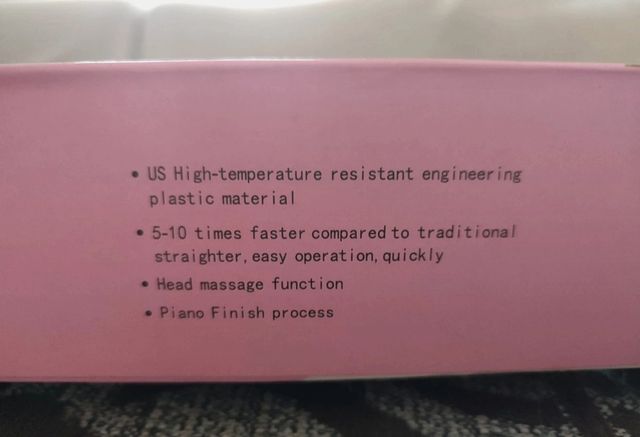 • US High-temperature resistant engineering
plastic material
• 5-10 times faster compared to traditional
straighter, easy operation, quickly
• Head massage function
• Piano Finish process